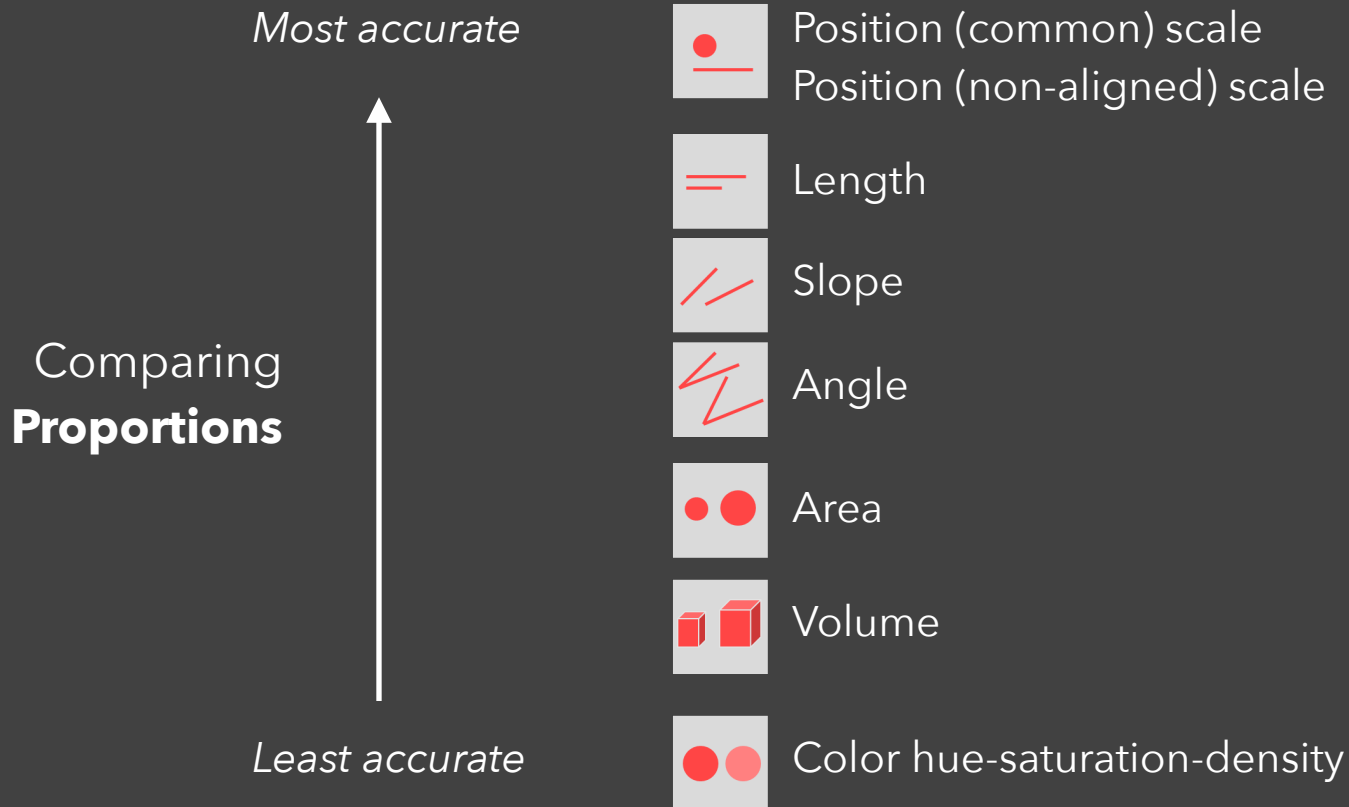 Most accurate
Position (common) scale
Position (non-aligned) scale
Length
Slope
Comparing
Proportions
Angle
Area
Volume
Least accurate
Color hue-saturation-density